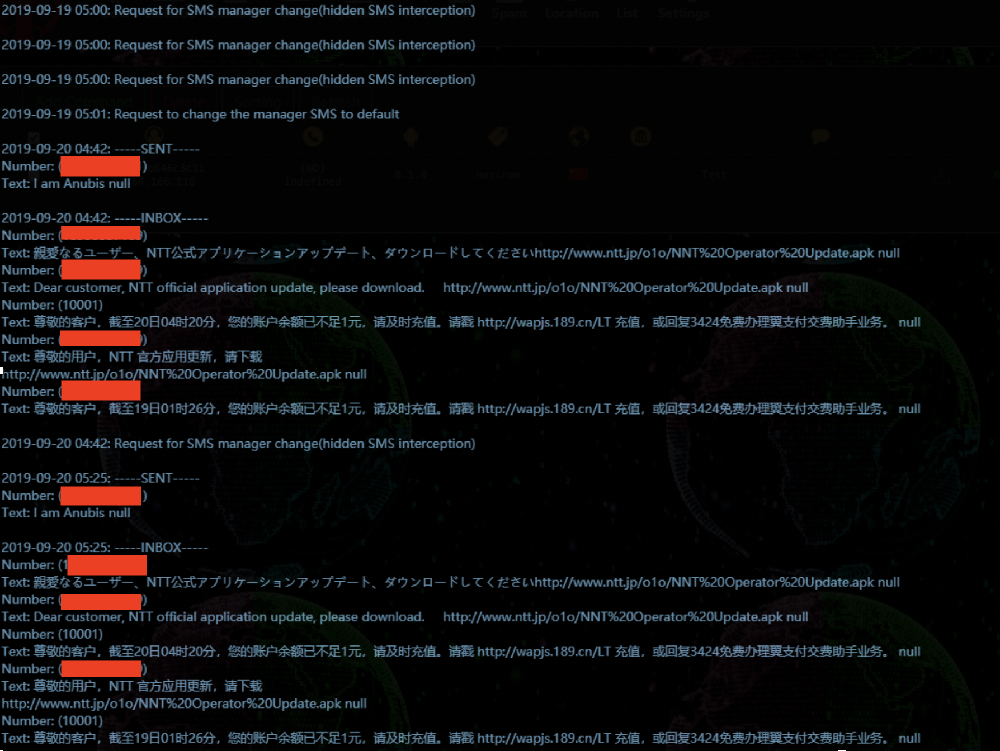 2019-09-19 05:00: Request for SMS manager change(hidden SMS interception)
Spam Location List Settings
2019-09-19 05:00: Request for SMS manager change(hidden SMS interception)
2019-09-19 05:00: Request for SMS manager change(hidden SMS interception)
Add Command Delete Sorting Refresh
2019-09-19 05:01: Request to change the manager SMS to default
2019-09-20 04:42: -----SENT-----
Number: ( )
b646c3c11 (NO) 8.1.0 haziran Test
Text: I am Anubis null
64.166.118 Indefined
2019-09-20 04:42: -----INBOX-----
Number: ( )
Text: 親愛なるユーザー、NTT公式アプリケーションアップデート、ダウンロードしてくださいhttp://www.ntt.jp/o1o/NNT%20Operator%20Update.apk null
Number: ( )
Text: Dear customer, NTT official application update, please download. http://www.ntt.jp/o1o/NNT%20Operator%20Update.apk null
Number: (10001)
Text: 尊敬的客户，截至20日04时20分，您的账户余额已不足1元，请及时充值。请戳 http://wapjs.189.cn/LT 充值，或回复3424免费办理翼支付交费助手业务。 null
Number: ( )
Text: 尊敬的用户，NTT 官方应用更新，请下载
http://www.ntt.jp/o1o/NNT%20Operator%20Update.apk null
Number: (
Text: 尊敬的客户，截至19日01时26分，您的账户余额已不足1元，请及时充值。请戳 http://wapjs.189.cn/LT 充值，或回复3424免费办理翼支付交费助手业务。 null
2019-09-20 04:42: Request for SMS manager change(hidden SMS interception)
2019-09-20 05:25: -----SENT-----
Number: ( )
Text: I am Anubis null
2019-09-20 05:25: -----INBOX-----
Number: (1
Text: 親愛なるユーザー、NTT公式アプリケーションアップデート、ダウンロードしてくださいhttp://www.ntt.jp/o1o/NNT%20Operator%20Update.apk null
Number: ( )
Text: Dear customer, NTT official application update, please download. http://www.ntt.jp/o1o/NNT%20Operator%20Update.apk null
Number: (10001)
Text: 尊敬的客户，截至20日04时20分，您的账户余额已不足1元，请及时充值。请戳 http://wapjs.189.cn/LT 充值，或回复3424免费办理翼支付交费助手业务。 null
Number: ( )
Text: 尊敬的用户，NTT 官方应用更新，请下载
http://www.ntt.jp/o1o/NNT%20Operator%20Update.apk null
Number: (10001)
Text: 尊敬的客户，截至19日01时26分，您的账户余额已不足1元，请及时充值。请戳 http://wapjs.189.cn/LT 充值，或回复3424免费办理翼支付交费助手业务。 null